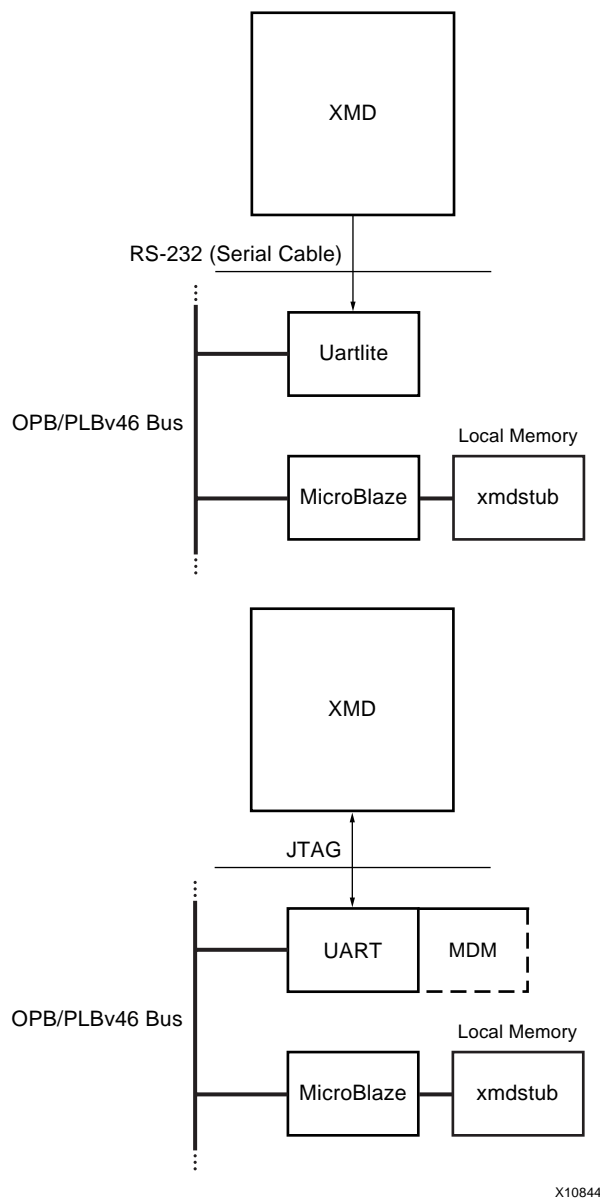 XMD
RS-232 (Serial Cable)
Uartlite
OPB/PLBv46 Bus
Local Memory
MicroBlaze
xmdstub
XMD
JTAG
UART
MDM
OPB/PLBv46 Bus
Local Memory
MicroBlaze
xmdstub
X10844